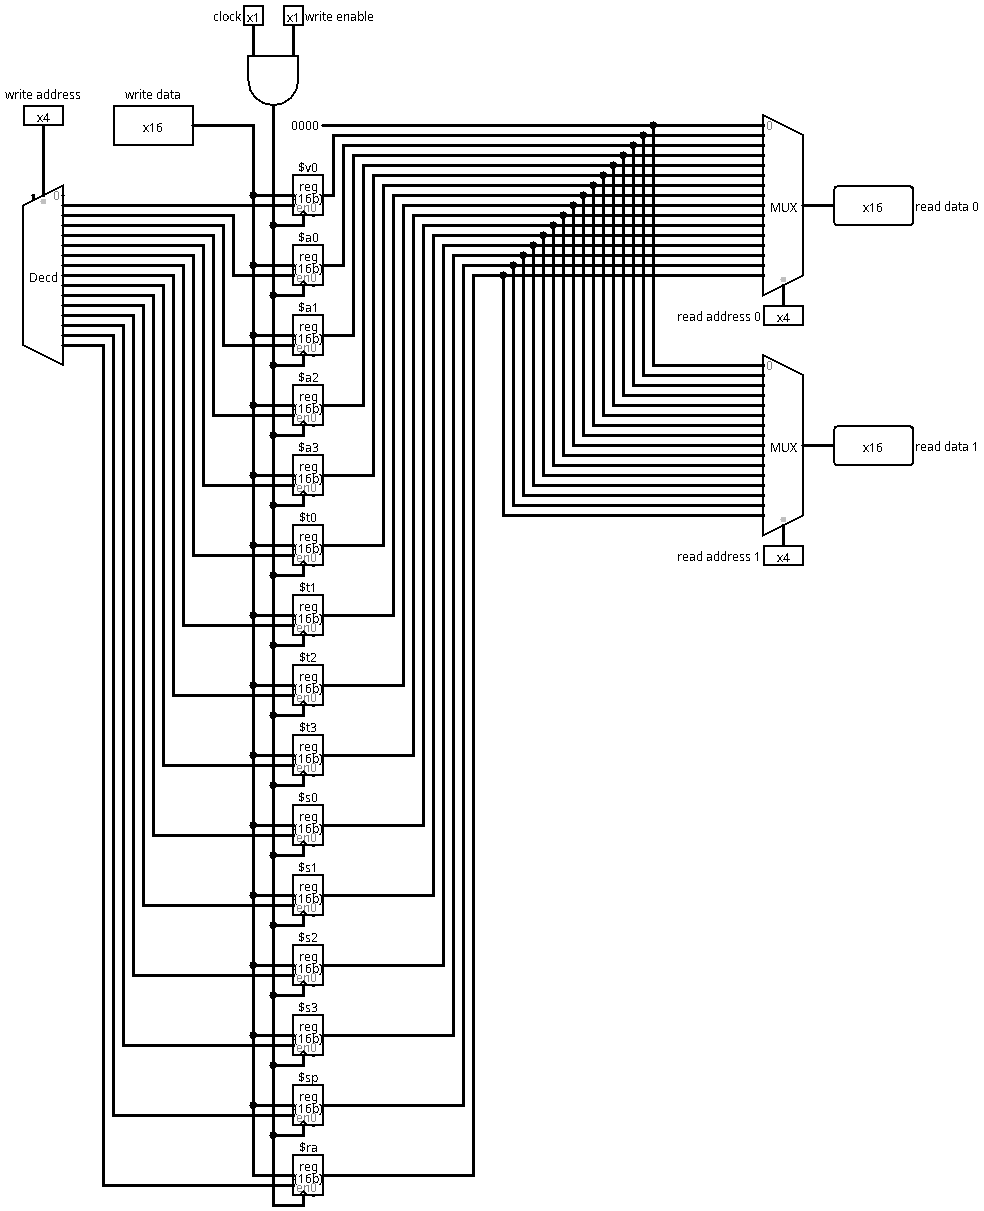 clock x1 x1 write enable
write address
x4
write data
x16
0000
0
MUX
x16 read data 0
read address 0 x4
0
Decd
$v0
reg
(16b)
en0
$a0
reg
(16b)
en0
$a1
reg
(16b)
en0
$a2
reg
(16b)
en0
$a3
reg
(16b)
en0
$t0
reg
(16b)
en0
$t1
reg
(16b)
en0
$t2
reg
(16b)
en0
$t3
reg
(16b)
en0
$s0
reg
(16b)
en0
$s1
reg
(16b)
en0
$s2
reg
(16b)
en0
$s3
reg
(16b)
en0
$sp
reg
(16b)
en0
$ra
reg
(16b)
en0
0
MUX
x16 read data 1
read address 1 x4